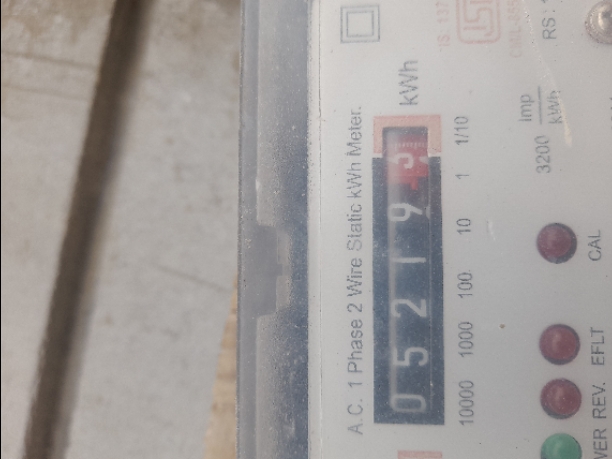 A.C. 1 Phase 2 Wire Static kWh Meter.
0 5 2 1 9 kWh
10000 1000 100 10 1 1/10
3200 imp
kWh
REV. EFLT CAL